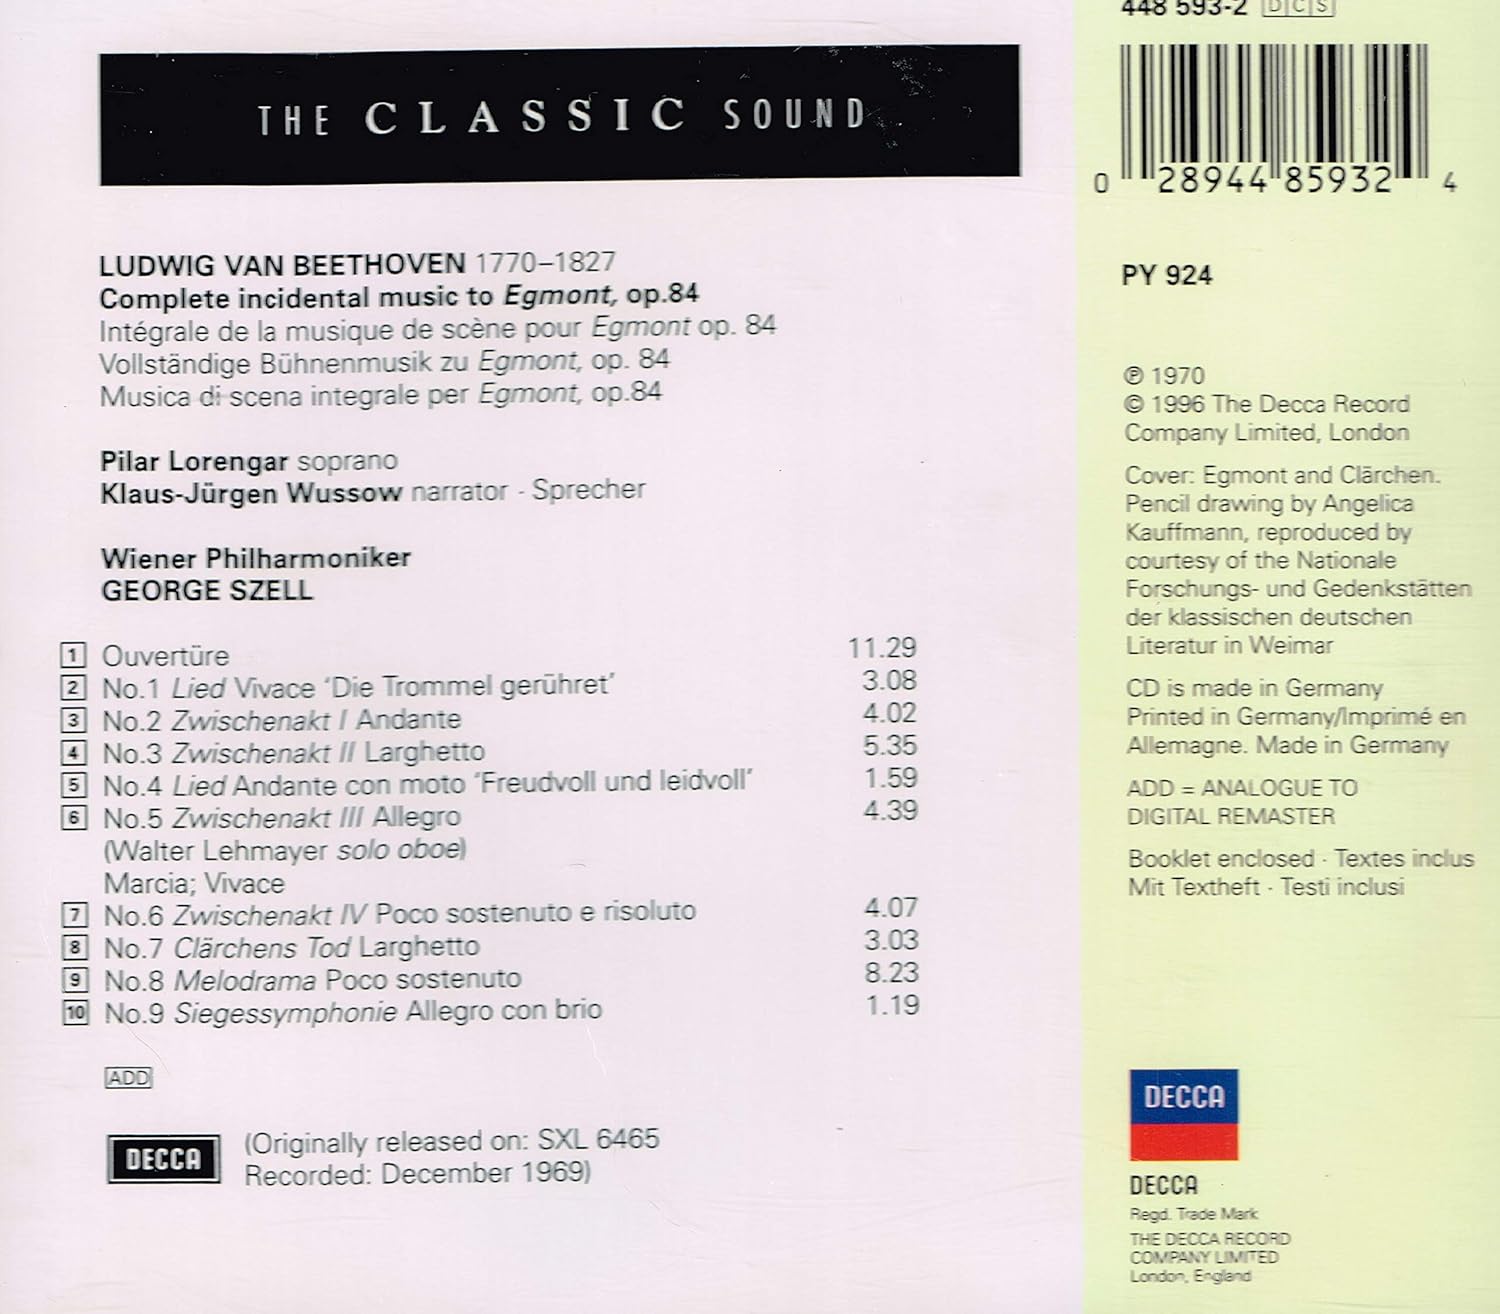 THE CLASSIC SOUND
LUDWIG VAN BEETHOVEN 1770–1827
Complete incidental music to Egmont, op.84
Intégrale de la musique de scène pour Egmont op. 84
Vollständige Bühnenmusik zu Egmont, op. 84
Musica di scena integrale per Egmont, op.84
Pilar Lorengar soprano
Klaus-Jürgen Wussow narrator · Sprecher
Wiener Philharmoniker
GEORGE SZELL
1 Ouvertüre 11.29
2 No.1 Lied Vivace ‘Die Trommel gerühret’ 3.08
3 No.2 Zwischenakt I Andante 4.02
4 No.3 Zwischenakt II Larghetto 5.35
5 No.4 Lied Andante con moto ‘Freudvoll und leidvoll’ 1.59
6 No.5 Zwischenakt III Allegro 4.39
(Walter Lehmayer solo oboe)
Marcia; Vivace
7 No.6 Zwischenakt IV Poco sostenuto e risoluto 4.07
8 No.7 Clärchens Tod Larghetto 3.03
9 No.8 Melodrama Poco sostenuto 8.23
10 No.9 Siegessymphonie Allegro con brio 1.19
ADD
DECCA
(Originally released on: SXL 6465
Recorded: December 1969)
448 593-2 DCS
0 28944 85932 4
PY 924
℗ 1970
© 1996 The Decca Record
Company Limited, London
Cover: Egmont and Clärchen.
Pencil drawing by Angelica
Kauffmann, reproduced by
courtesy of the Nationale
Forschungs- und Gedenkstätten
der klassischen deutschen
Literatur in Weimar
CD is made in Germany
Printed in Germany/Imprimé en
Allemagne. Made in Germany
ADD = ANALOGUE TO
DIGITAL REMASTER
Booklet enclosed · Textes inclus
Mit Textheft · Testi inclusi
DECCA
DECCA
Regd. Trade Mark
THE DECCA RECORD
COMPANY LIMITED
London, England